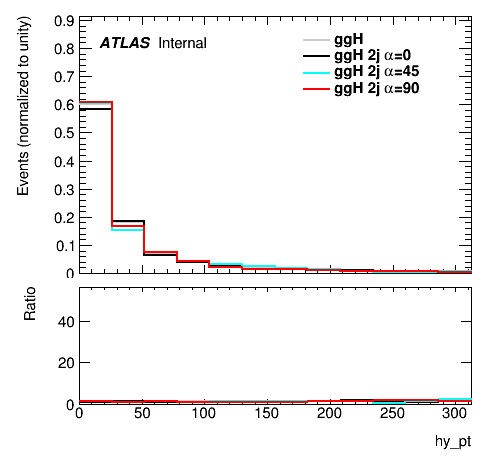 ATLAS Internal
ggH
ggH 2j α=0
ggH 2j α=45
ggH 2j α=90
Events (normalized to unity)
0.9
0.8
0.7
0.6
0.5
0.4
0.3
0.2
0.1
0
Ratio
40
20
0
0 50 100 150 200 250 300
hy_pt